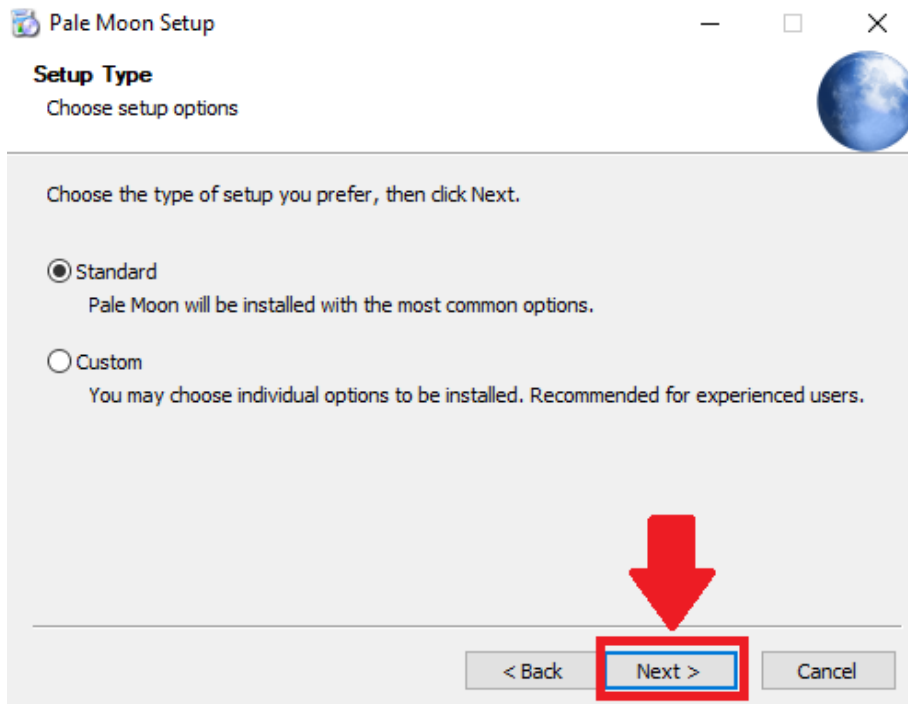 Pale Moon Setup
Setup Type
Choose setup options
Choose the type of setup you prefer, then click Next.
Standard
Pale Moon will be installed with the most common options.
Custom
You may choose individual options to be installed. Recommended for experienced users.
< Back Next > Cancel